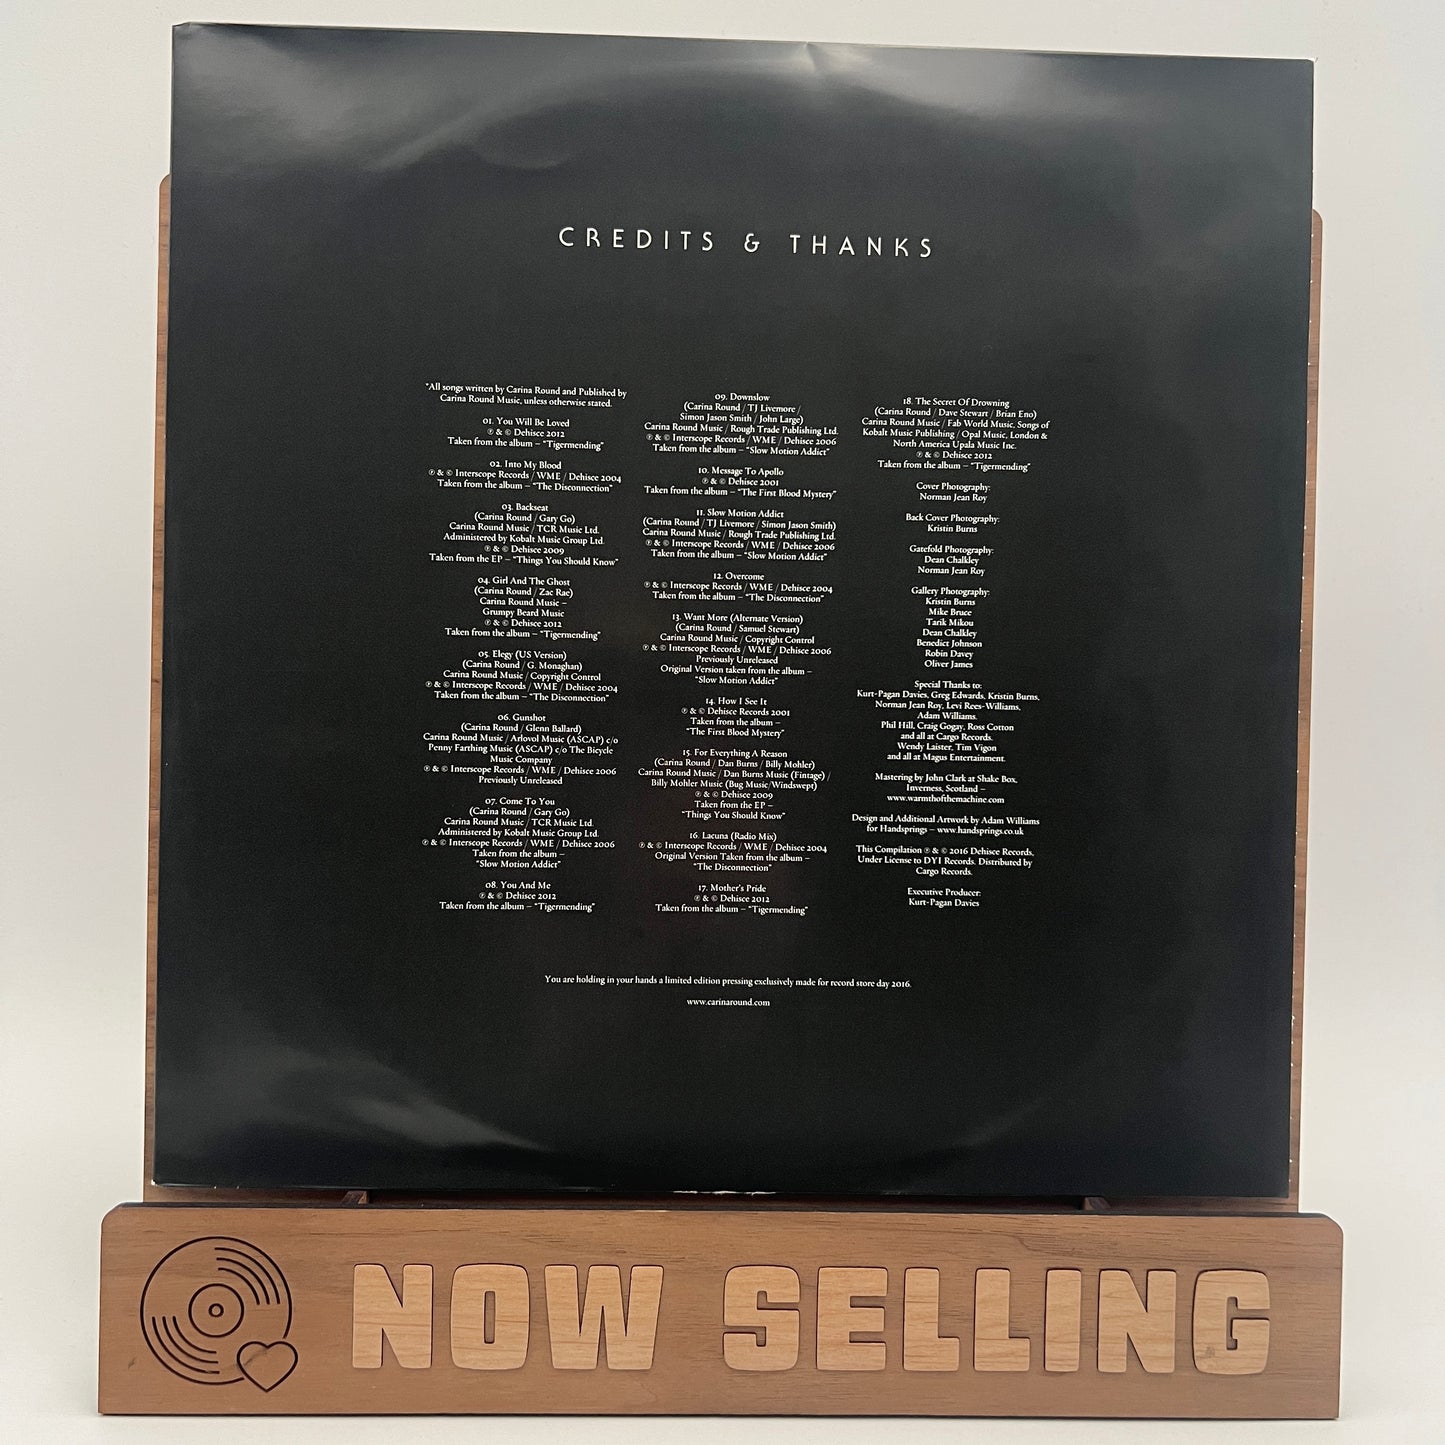 CREDITS & THANKS
*All songs written by Carina Round and Published by
Carina Round Music, unless otherwise stated.
01. You Will Be Loved
℗ & © Dehisce 2012
Taken from the album – "Tigermending"
02. Into My Blood
℗ & © Interscope Records / WME / Dehisce 2004
Taken from the album – "The Disconnection"
03. Backseat
(Carina Round / Gary Go)
Carina Round Music / TCR Music Ltd.
Administered by Kobalt Music Group Ltd.
℗ & © Dehisce 2009
Taken from the EP – "Things You Should Know"
04. Girl And The Ghost
(Carina Round / Zac Rae)
Carina Round Music –
Grumpy Beard Music
℗ & © Dehisce 2012
Taken from the album – "Tigermending"
05. Elegy (US Version)
(Carina Round / G. Monaghan)
Carina Round Music / Copyright Control
℗ & © Interscope Records / WME / Dehisce 2004
Taken from the album – "The Disconnection"
06. Gunshot
(Carina Round / Glenn Ballard)
Carina Round Music / Arlovol Music (ASCAP) c/o
Penny Farthing Music (ASCAP) c/o The Bicycle
Music Company
℗ & © Interscope Records / WME / Dehisce 2006
Previously Unreleased
07. Come To You
(Carina Round / Gary Go)
Carina Round Music / TCR Music Ltd.
Administered by Kobalt Music Group Ltd.
℗ & © Interscope Records / WME / Dehisce 2006
Taken from the album –
"Slow Motion Addict"
08. You And Me
℗ & © Dehisce 2012
Taken from the album – "Tigermending"
09. Downslow
(Carina Round / TJ Livemore /
Simon Jason Smith / John Large)
Carina Round Music / Rough Trade Publishing Ltd.
℗ & © Interscope Records / WME / Dehisce 2006
Taken from the album – "Slow Motion Addict"
10. Message To Apollo
℗ & © Dehisce 2001
Taken from the album – "The First Blood Mystery"
11. Slow Motion Addict
(Carina Round / TJ Livemore / Simon Jason Smith)
Carina Round Music / Rough Trade Publishing Ltd.
℗ & © Interscope Records / WME / Dehisce 2006
Taken from the album – "Slow Motion Addict"
12. Overcome
℗ & © Interscope Records / WME / Dehisce 2004
Taken from the album – "The Disconnection"
13. Want More (Alternate Version)
(Carina Round / Samuel Stewart)
Carina Round Music / Copyright Control
℗ & © Interscope Records / WME / Dehisce 2006
Previously Unreleased
Original Version taken from the album –
"Slow Motion Addict"
14. How I See It
℗ & © Dehisce Records 2001
Taken from the album –
"The First Blood Mystery"
15. For Everything A Reason
(Carina Round / Dan Burns / Billy Mohler)
Carina Round Music / Dan Burns Music (Fintage) /
Billy Mohler Music (Bug Music/Windswept)
℗ & © Dehisce 2009
Taken from the EP –
"Things You Should Know"
16. Lacuna (Radio Mix)
℗ & © Interscope Records / WME / Dehisce 2004
Original Version Taken from the album –
"The Disconnection"
17. Mother's Pride
℗ & © Dehisce 2012
Taken from the album – "Tigermending"
18. The Secret Of Drowning
(Carina Round / Dave Stewart / Brian Eno)
Carina Round Music / Fab World Music, Songs of
Kobalt Music Publishing / Opal Music, London &
North America Upala Music Inc.
℗ & © Dehisce 2012
Taken from the album – "Tigermending"
Cover Photography:
Norman Jean Roy
Back Cover Photography:
Kristin Burns
Gatefold Photography:
Dean Chalkley
Norman Jean Roy
Gallery Photography:
Kristin Burns
Mike Bruce
Tarik Mikou
Dean Chalkley
Benedict Johnson
Robin Davey
Oliver James
Special Thanks to:
Kurt-Pagan Davies, Greg Edwards, Kristin Burns,
Norman Jean Roy, Levi Rees-Williams,
Adam Williams.
Phil Hill, Craig Gogay, Ross Cotton
and all at Cargo Records.
Wendy Laister, Tim Vigon
and all at Magus Entertainment.
Mastering by John Clark at Shake Box,
Inverness, Scotland –
www.warmthofthemachine.com
Design and Additional Artwork by Adam Williams
for Handsprings – www.handsprings.co.uk
This Compilation ℗ & © 2016 Dehisce Records,
Under License to DY1 Records. Distributed by
Cargo Records.
Executive Producer:
Kurt-Pagan Davies
You are holding in your hands a limited edition pressing exclusively made for record store day 2016.
www.carinaround.com
NOW SELLING